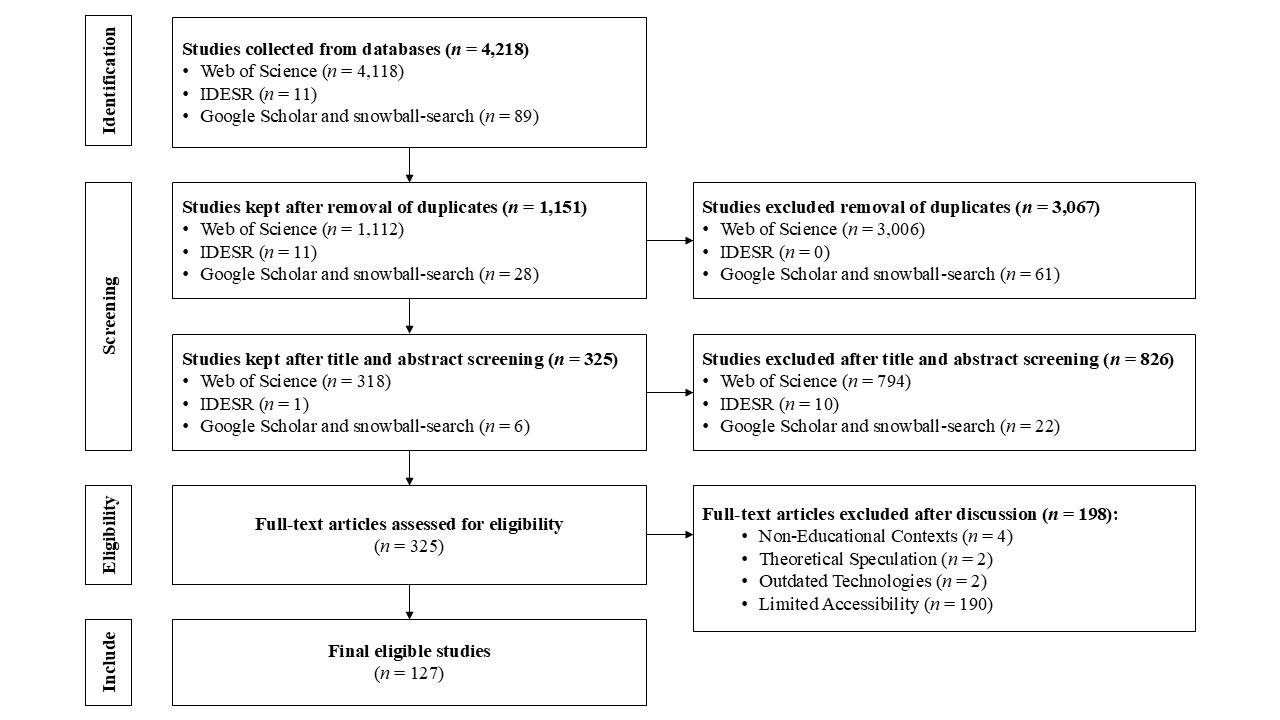 Identification
Studies collected from databases (n = 4,218)
• Web of Science (n = 4,118)
• IDESR (n = 11)
• Google Scholar and snowball-search (n = 89)
Screening
Studies kept after removal of duplicates (n = 1,151)
• Web of Science (n = 1,112)
• IDESR (n = 11)
• Google Scholar and snowball-search (n = 28)
Studies excluded removal of duplicates (n = 3,067)
• Web of Science (n = 3,006)
• IDESR (n = 0)
• Google Scholar and snowball-search (n = 61)
Studies kept after title and abstract screening (n = 325)
• Web of Science (n = 318)
• IDESR (n = 1)
• Google Scholar and snowball-search (n = 6)
Studies excluded after title and abstract screening (n = 826)
• Web of Science (n = 794)
• IDESR (n = 10)
• Google Scholar and snowball-search (n = 22)
Eligibility
Full-text articles assessed for eligibility
(n = 325)
Full-text articles excluded after discussion (n = 198):
• Non-Educational Contexts (n = 4)
• Theoretical Speculation (n = 2)
• Outdated Technologies (n = 2)
• Limited Accessibility (n = 190)
Include
Final eligible studies
(n = 127)